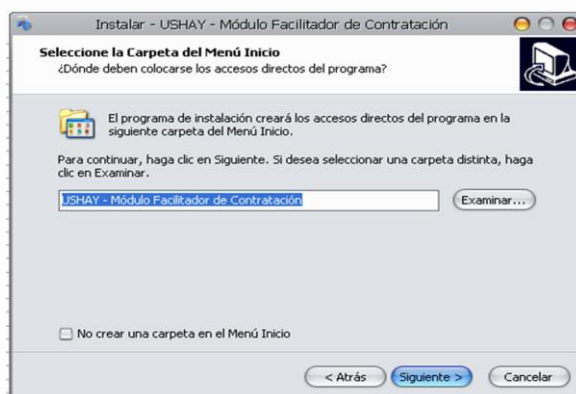 Instalar - USHAY - Módulo Facilitador de Contratación
Seleccione la Carpeta del Menú Inicio
¿Dónde deben colocarse los accesos directos del programa?
El programa de instalación creará los accesos directos del programa en la
siguiente carpeta del Menú Inicio.
Para continuar, haga clic en Siguiente. Si desea seleccionar una carpeta distinta, haga
clic en Examinar.
USHAY - Módulo Facilitador de Contratación
Examinar...
No crear una carpeta en el Menú Inicio
< Atrás
Siguiente >
Cancelar